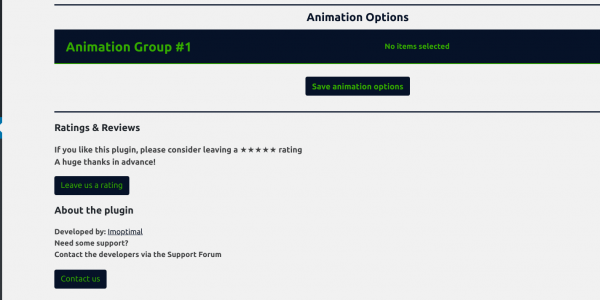 Animation Options
Animation Group #1
No items selected
Save animation options
Ratings & Reviews
If you like this plugin, please consider leaving a ★★★★★ rating
A huge thanks in advance!
Leave us a rating
About the plugin
Developed by: Imoptimal
Need some support?
Contact the developers via the Support Forum
Contact us